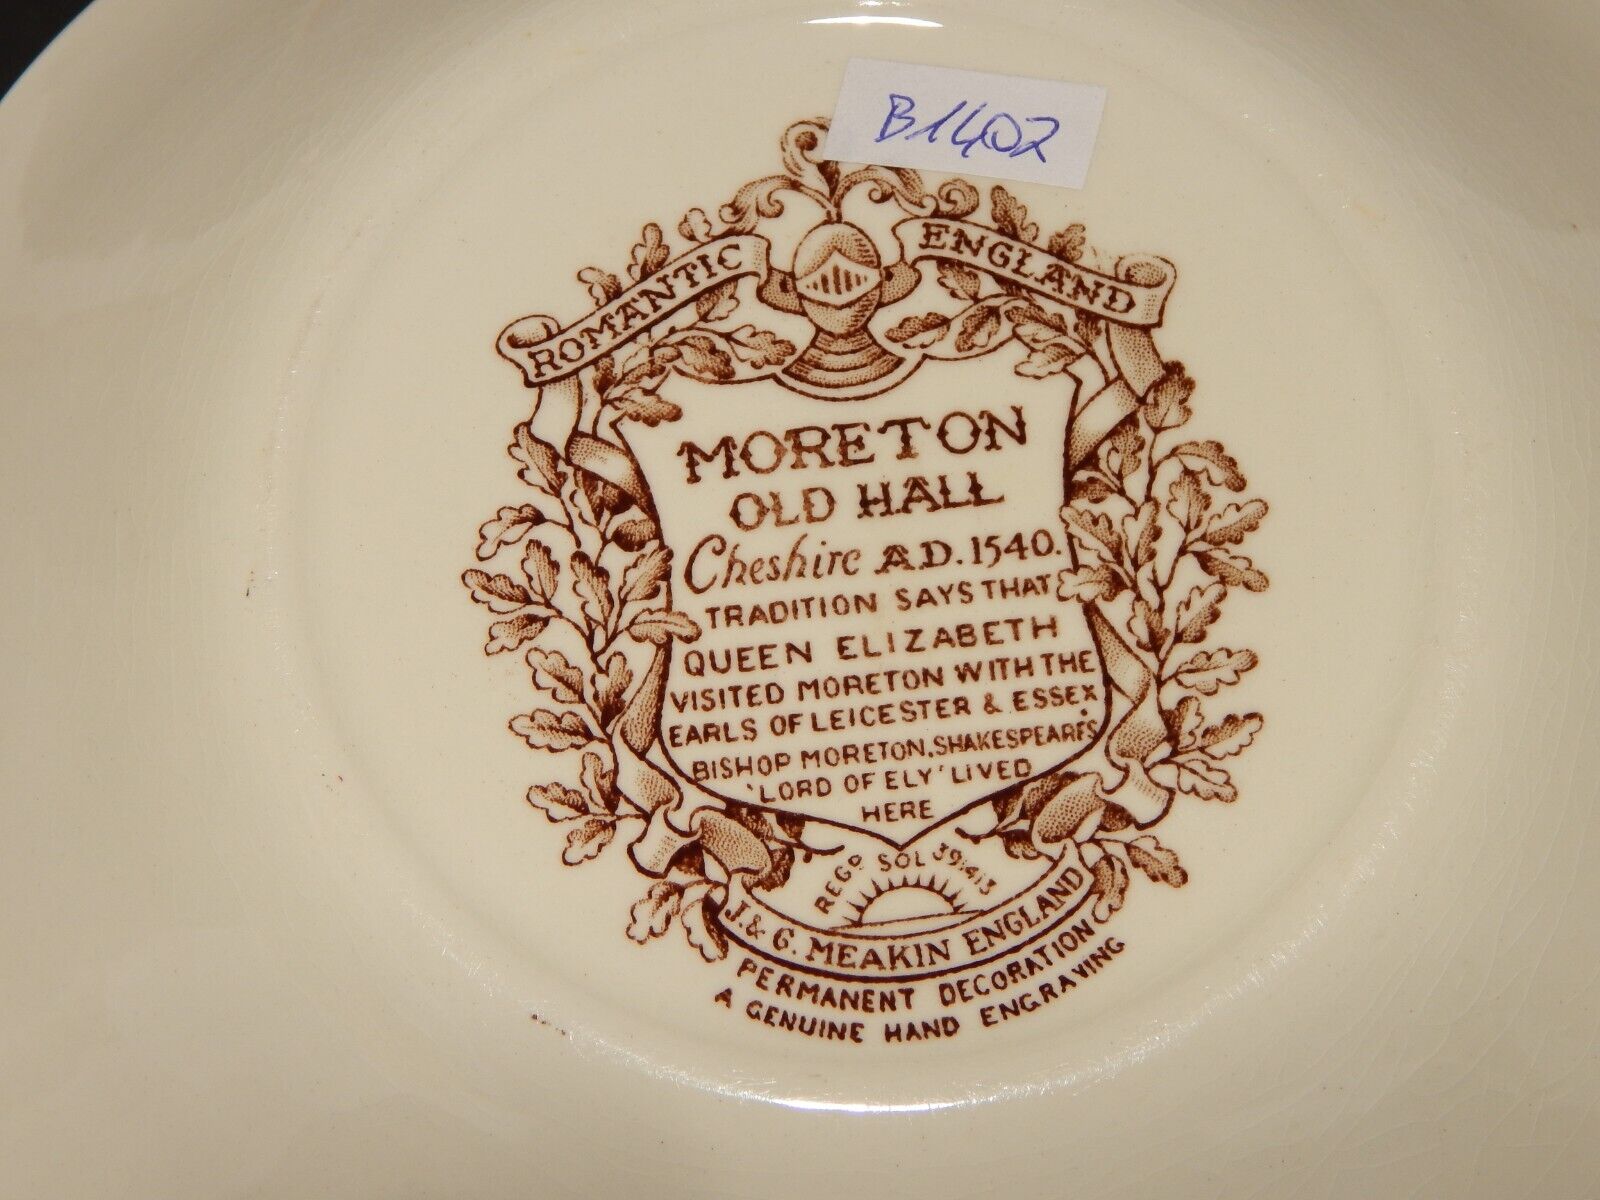 B1402
ROMANTIC ENGLAND
MORETON
OLD HALL
Cheshire A.D. 1540.
TRADITION SAYS THAT
QUEEN ELIZABETH
VISITED MORETON WITH THE
EARLS OF LEICESTER & ESSEX.
BISHOP MORETON, SHAKESPEARE'S
'LORD OF ELY' LIVED
HERE
REGD SOL 391413
J. & G. MEAKIN ENGLAND
PERMANENT DECORATION
A GENUINE HAND ENGRAVING